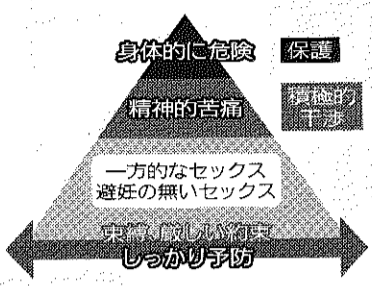 身体的に危険
保護
精神的苦痛
積極的
干渉
一方的なセックス
避妊の無いセックス
束縛、厳しい約束
しっかり予防